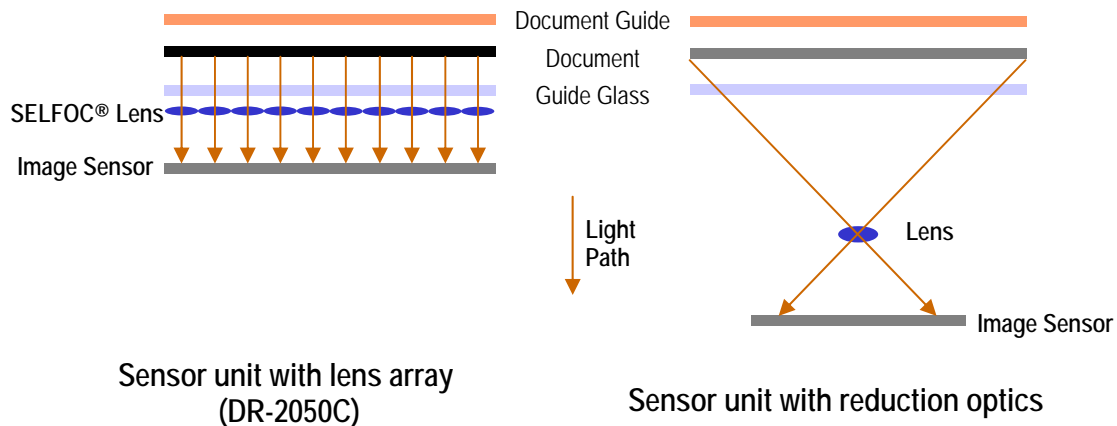 Document Guide
Document
Guide Glass
SELFOC® Lens
Image Sensor
Light
Path
Lens
Image Sensor
Sensor unit with lens array
(DR-2050C)
Sensor unit with reduction optics